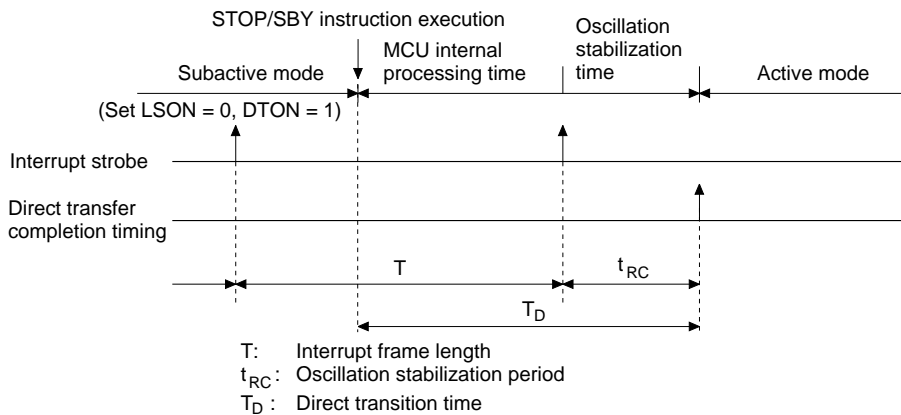 STOP/SBY instruction execution
Subactive mode
MCU internal
processing time
Oscillation
stabilization
time
Active mode
(Set LSON = 0, DTON = 1)
Interrupt strobe
Direct transfer
completion timing
T
tRC
TD
T: Interrupt frame length
tRC : Oscillation stabilization period
TD : Direct transition time